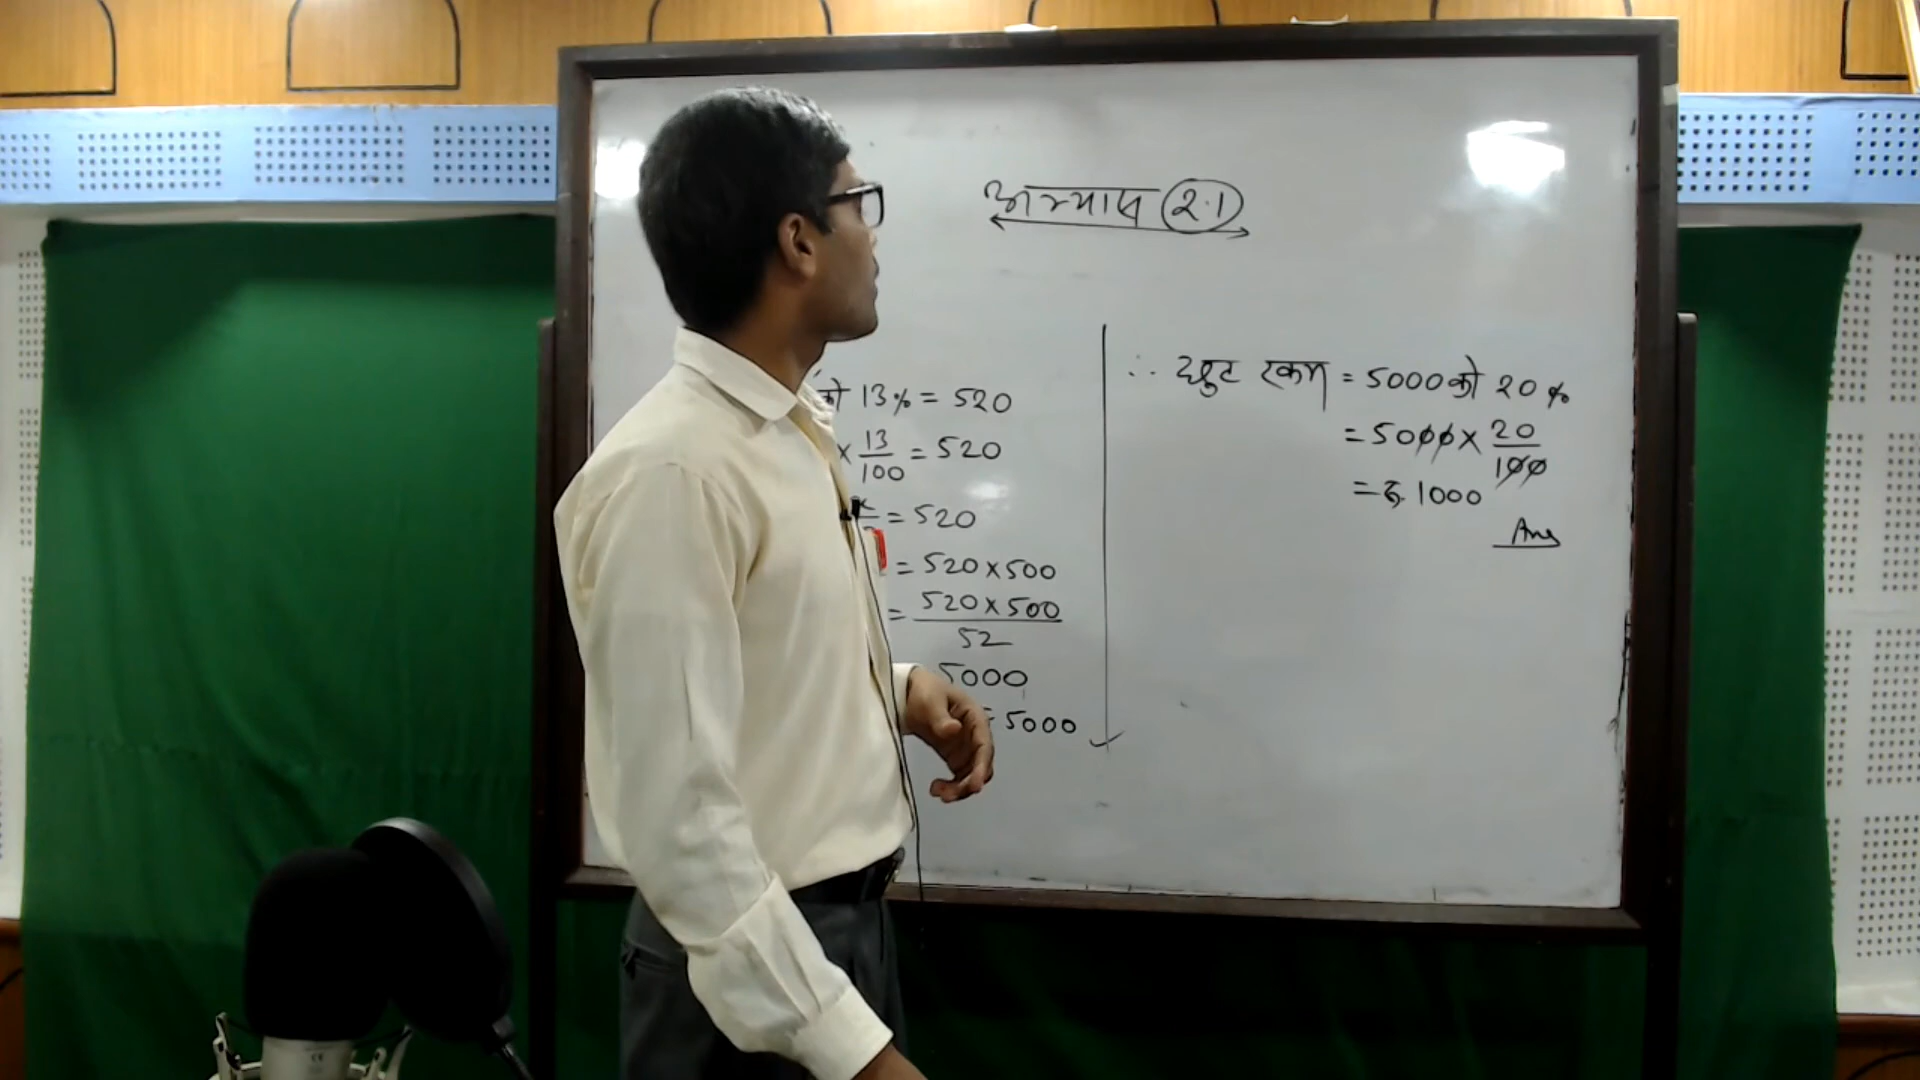 अभ्यास 2.1
को 13% = 520
× 13/100 = 520
= 520
= 520 × 500
= 520 × 500 / 52
5000
= 5000
∴ छुट रकम = 5000 को 20%
= 5000 × 20/100
= रु. 1000
Ans